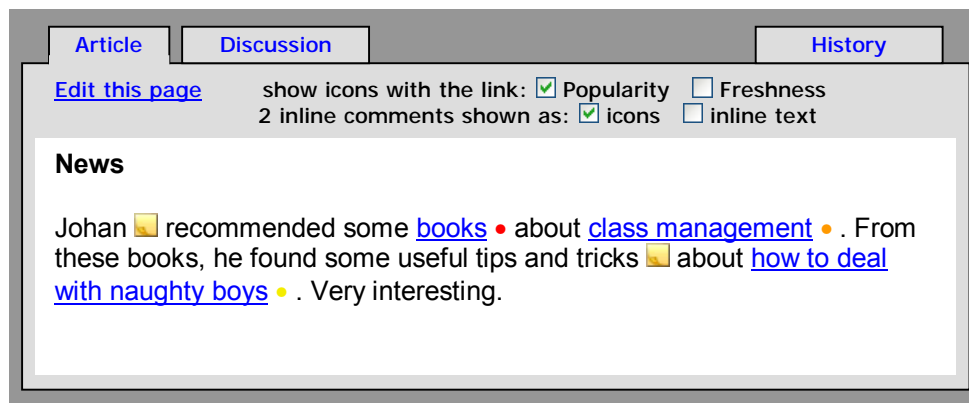 Article Discussion History
Edit this page show icons with the link: Popularity Freshness
2 inline comments shown as: icons inline text
News
Johan recommended some books about class management . From
these books, he found some useful tips and tricks about how to deal
with naughty boys . Very interesting.